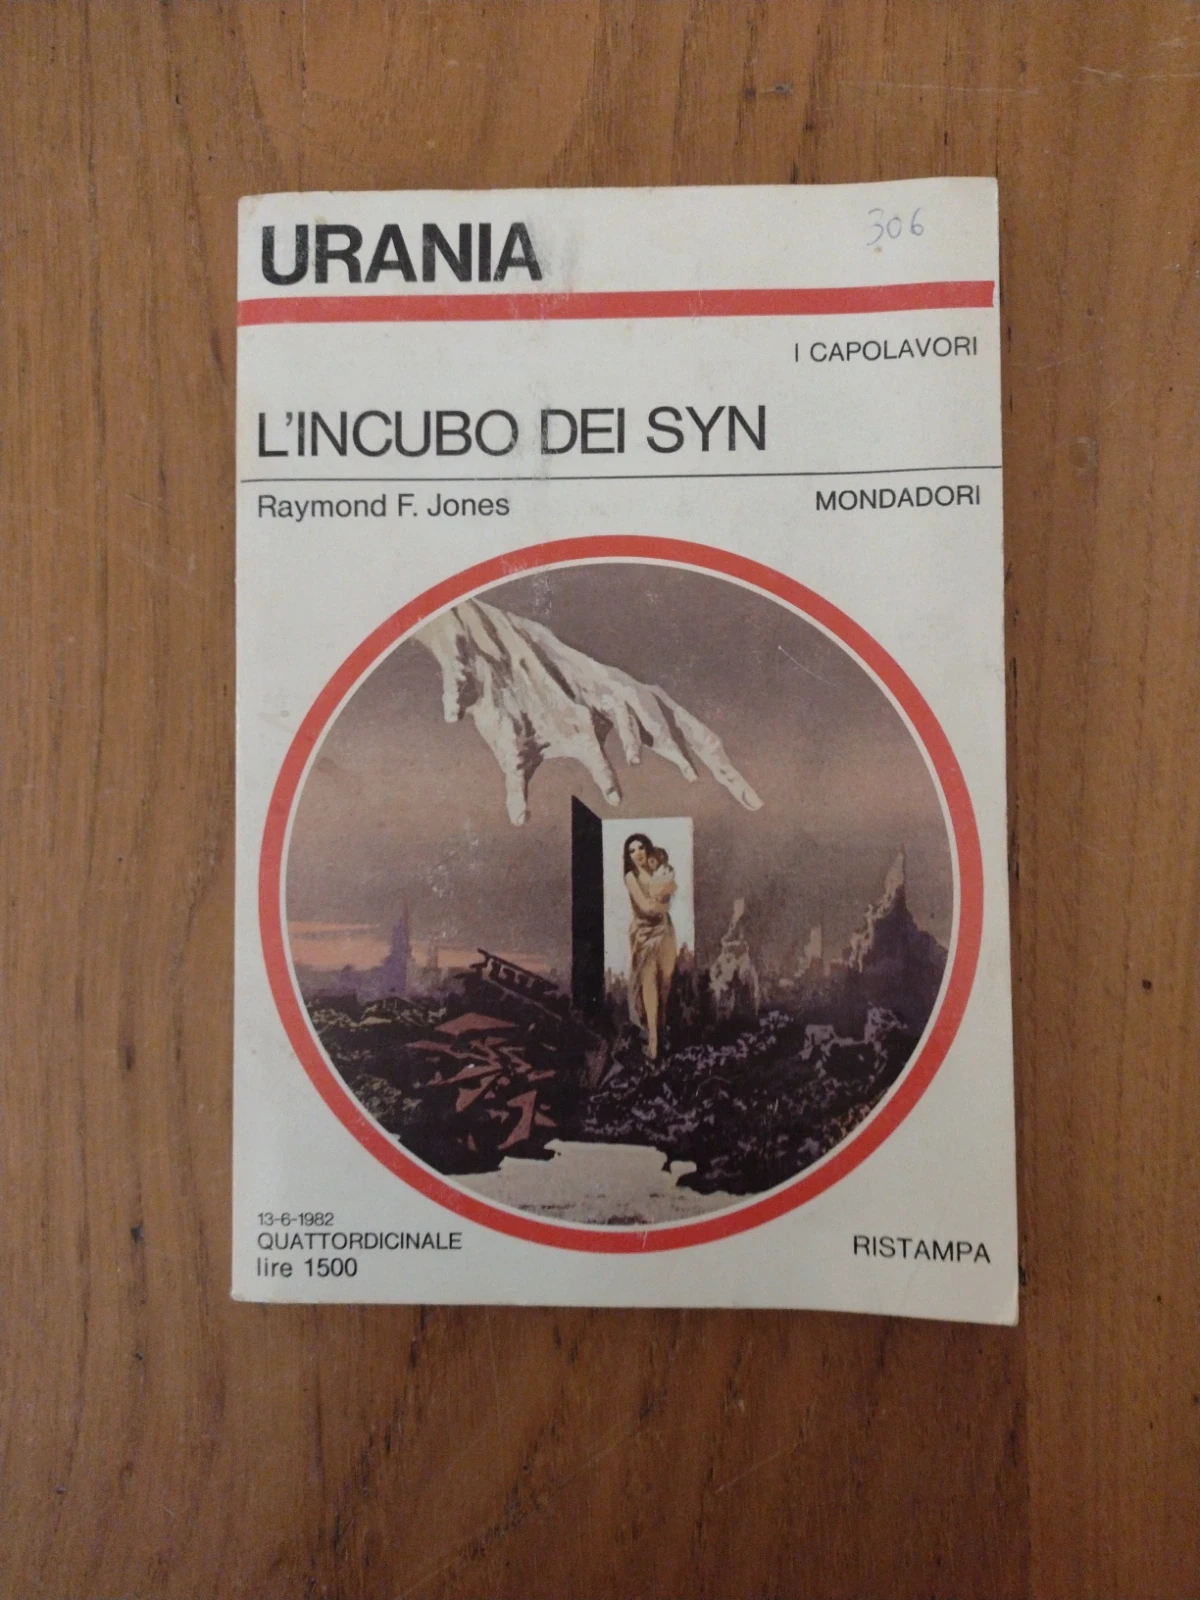 URANIA
306
I CAPOLAVORI
L'INCUBO DEI SYN
Raymond F. Jones
MONDADORI
13-6-1982
QUATTORDICINALE
lire 1500
RISTAMPA